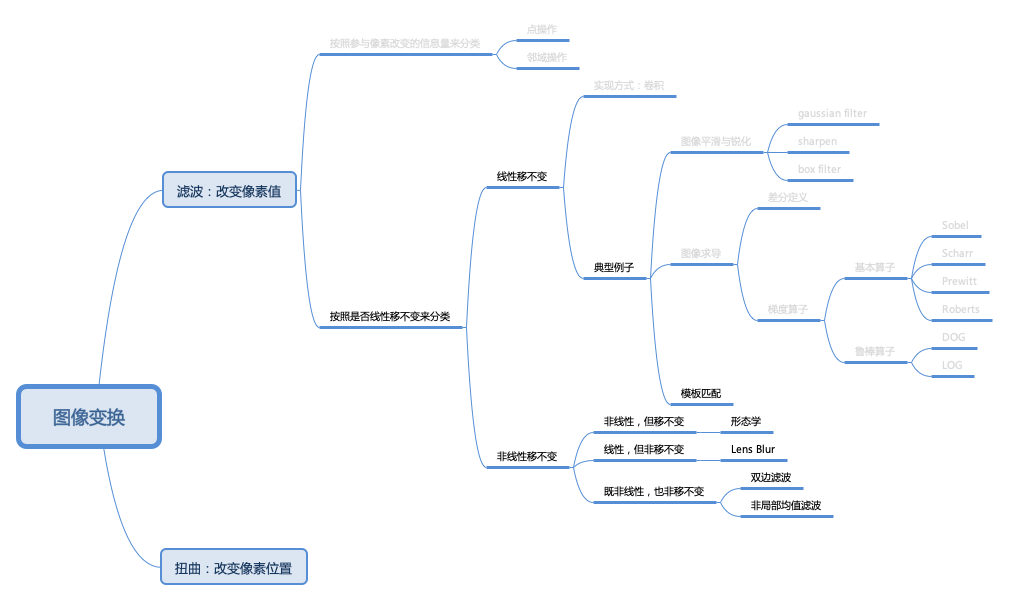 图像变换
滤波：改变像素值
按照参与像素改变的信息量来分类
点操作
邻域操作
按照是否线性移不变来分类
线性移不变
实现方式：卷积
典型例子
图像平滑与锐化
gaussian filter
sharpen
box filter
图像求导
差分定义
梯度算子
基本算子
Sobel
Scharr
Prewitt
Roberts
鲁棒算子
DOG
LOG
模板匹配
非线性移不变
非线性，但移不变
形态学
线性，但非移不变
Lens Blur
既非线性，也非移不变
双边滤波
非局部均值滤波
扭曲：改变像素位置